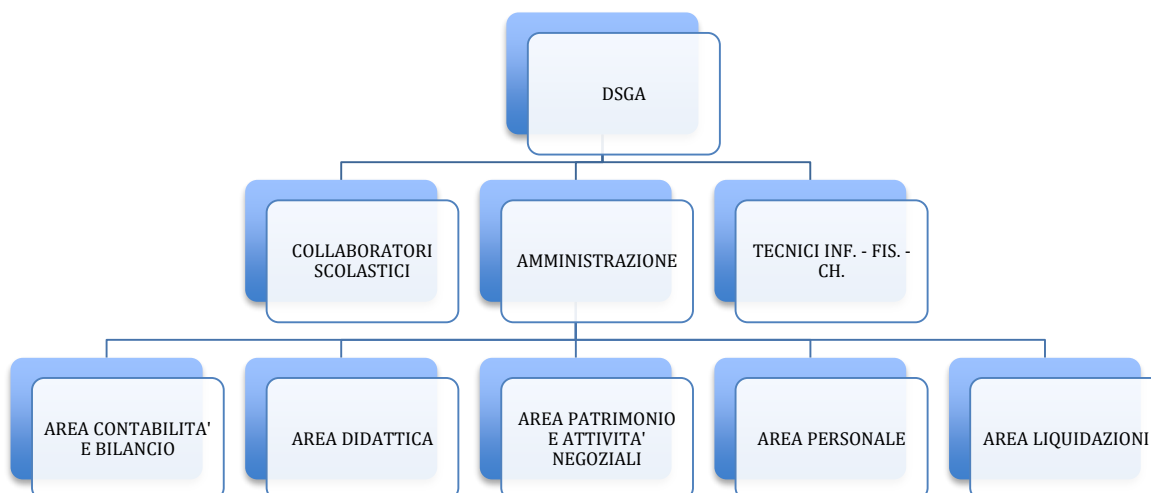 DSGA
COLLABORATORI
SCOLASTICI
AMMINISTRAZIONE
TECNICI INF. - FIS. -
CH.
AREA CONTABILITA'
E BILANCIO
AREA DIDATTICA
AREA PATRIMONIO
E ATTIVITA'
NEGOZIALI
AREA PERSONALE
AREA LIQUIDAZIONI